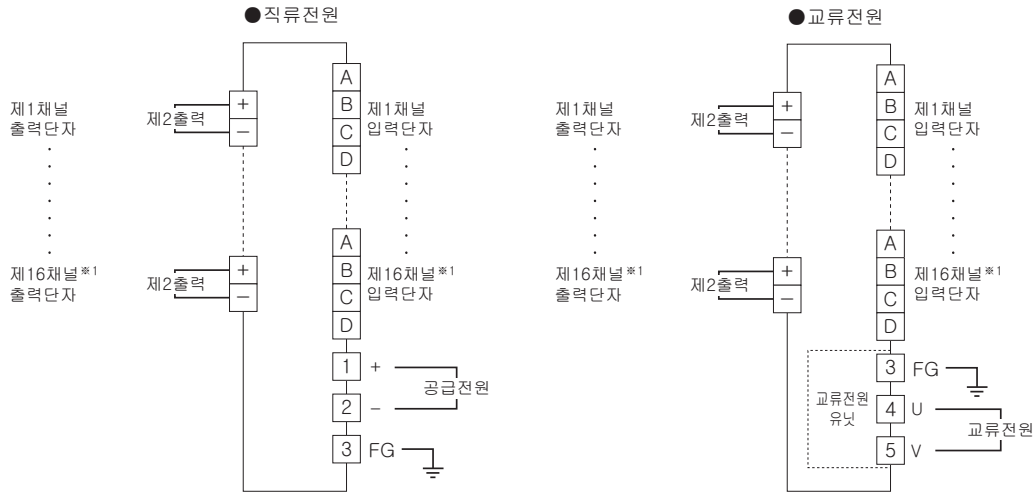 ●직류전원
제1채널
출력단자
제2출력
+
−
A
B
C
D
제1채널
입력단자
제16채널※1
출력단자
제2출력
+
−
A
B
C
D
제16채널※1
입력단자
1 +
2 −
공급전원
3 FG
●교류전원
제1채널
출력단자
제2출력
+
−
A
B
C
D
제1채널
입력단자
제16채널※1
출력단자
제2출력
+
−
A
B
C
D
제16채널※1
입력단자
교류전원
유닛
3 FG
4 U
5 V
교류전원